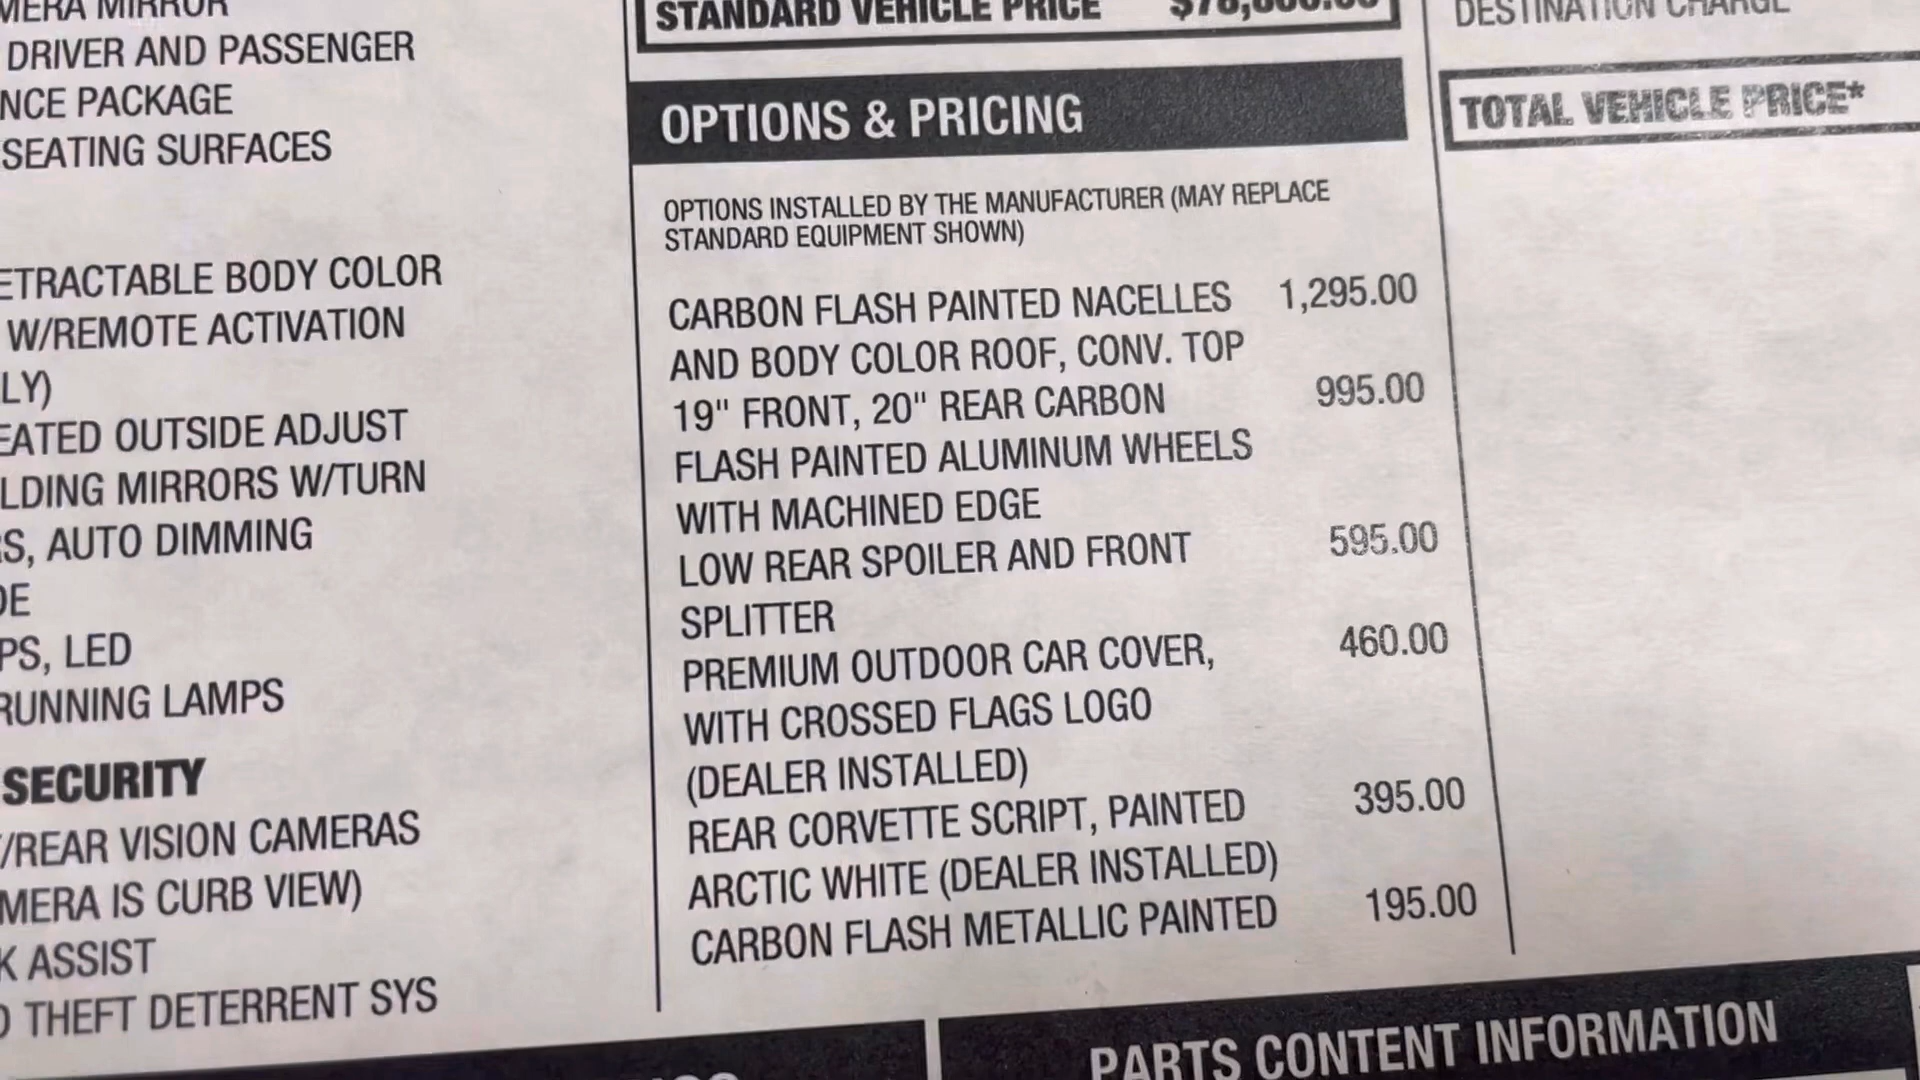 MERA MIRROR
DRIVER AND PASSENGER
NCE PACKAGE
SEATING SURFACES
ETRACTABLE BODY COLOR
W/REMOTE ACTIVATION
LY)
EATED OUTSIDE ADJUST
LDING MIRRORS W/TURN
RS, AUTO DIMMING
DE
PS, LED
RUNNING LAMPS
SECURITY
/REAR VISION CAMERAS
MERA IS CURB VIEW)
K ASSIST
D THEFT DETERRENT SYS
STANDARD VEHICLE PRICE
OPTIONS & PRICING
OPTIONS INSTALLED BY THE MANUFACTURER (MAY REPLACE
STANDARD EQUIPMENT SHOWN)
CARBON FLASH PAINTED NACELLES 1,295.00
AND BODY COLOR ROOF, CONV. TOP
19" FRONT, 20" REAR CARBON 995.00
FLASH PAINTED ALUMINUM WHEELS
WITH MACHINED EDGE
LOW REAR SPOILER AND FRONT 595.00
SPLITTER
PREMIUM OUTDOOR CAR COVER, 460.00
WITH CROSSED FLAGS LOGO
(DEALER INSTALLED)
REAR CORVETTE SCRIPT, PAINTED 395.00
ARCTIC WHITE (DEALER INSTALLED)
CARBON FLASH METALLIC PAINTED 195.00
DESTINATION CHARGE
TOTAL VEHICLE PRICE*
PARTS CONTENT INFORMATION